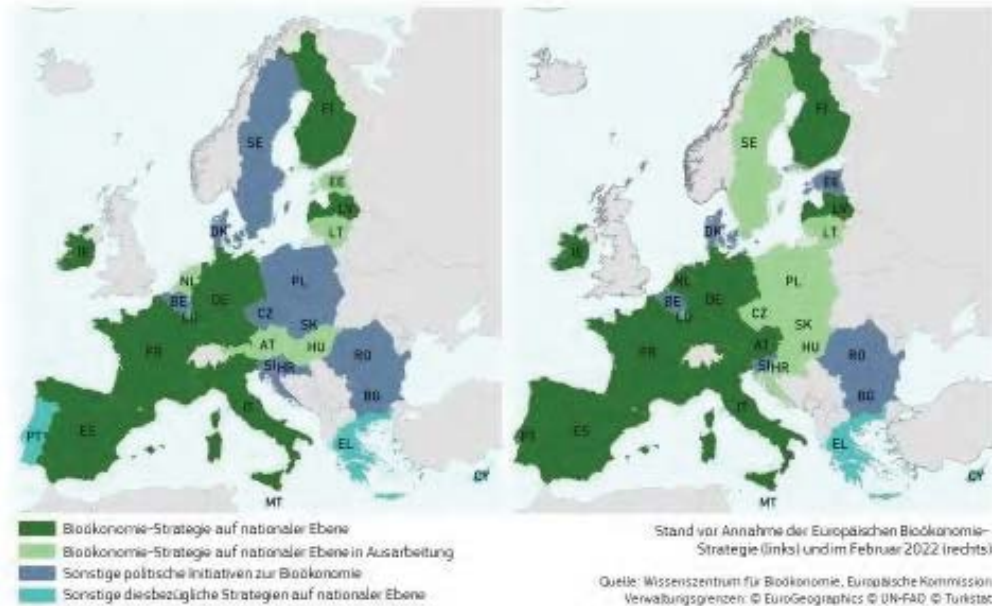 FI
SE
EE
LV
LT
DK
IE
NL
BE
DE
PL
LU
CZ
SK
FR
AT
HU
SI HR
RO
BG
IT
PT
ES
EL
CY
MT
FI
SE
EE
LV
LT
DK
IE
NL
BE
DE
PL
LU
CZ
SK
FR
AT
HU
SI HR
RO
BG
IT
PT
ES
EL
CY
MT
Bioökonomie-Strategie auf nationaler Ebene
Bioökonomie-Strategie auf nationaler Ebene in Ausarbeitung
Sonstige politische Initiativen zur Bioökonomie
Sonstige diesbezügliche Strategien auf nationaler Ebene
Stand vor Annahme der Europäischen Bioökonomie-
Strategie (links) und im Februar 2022 (rechts)
Quelle: Wissenszentrum für Bioökonomie, Europäische Kommission
Verwaltungsgrenzen: © EuroGeographics © UN-FAO © Turkstat